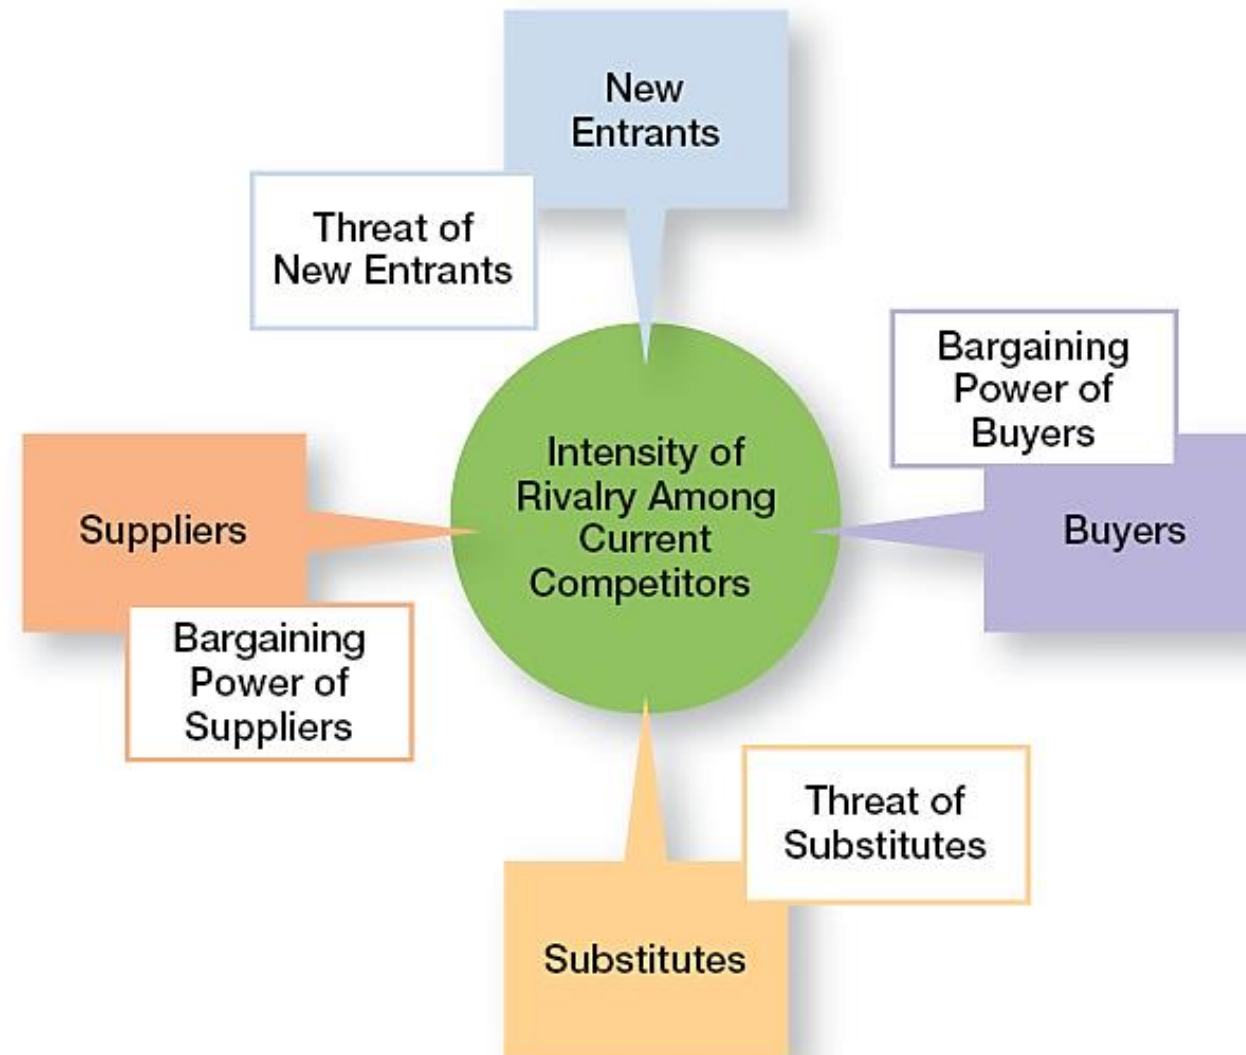 New
Entrants
Threat of
New Entrants
Bargaining
Power of
Buyers
Intensity of
Rivalry Among
Current
Competitors
Suppliers
Buyers
Bargaining
Power of
Suppliers
Threat of
Substitutes
Substitutes